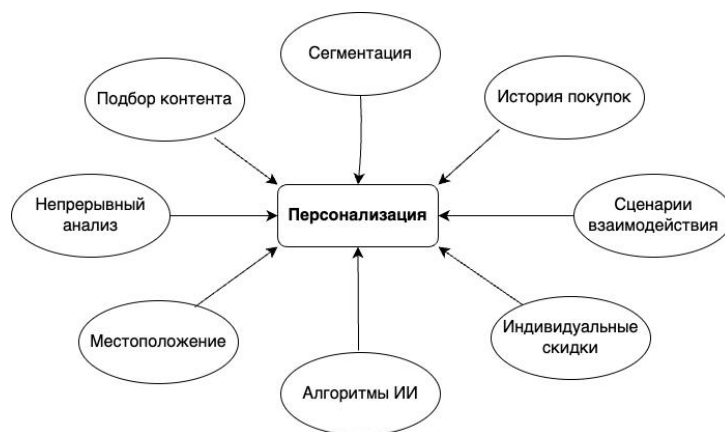 Сегментация
Подбор контента
История покупок
Непрерывный
анализ
Персонализация
Сценарии
взаимодействия
Местоположение
Индивидуальные
скидки
Алгоритмы ИИ